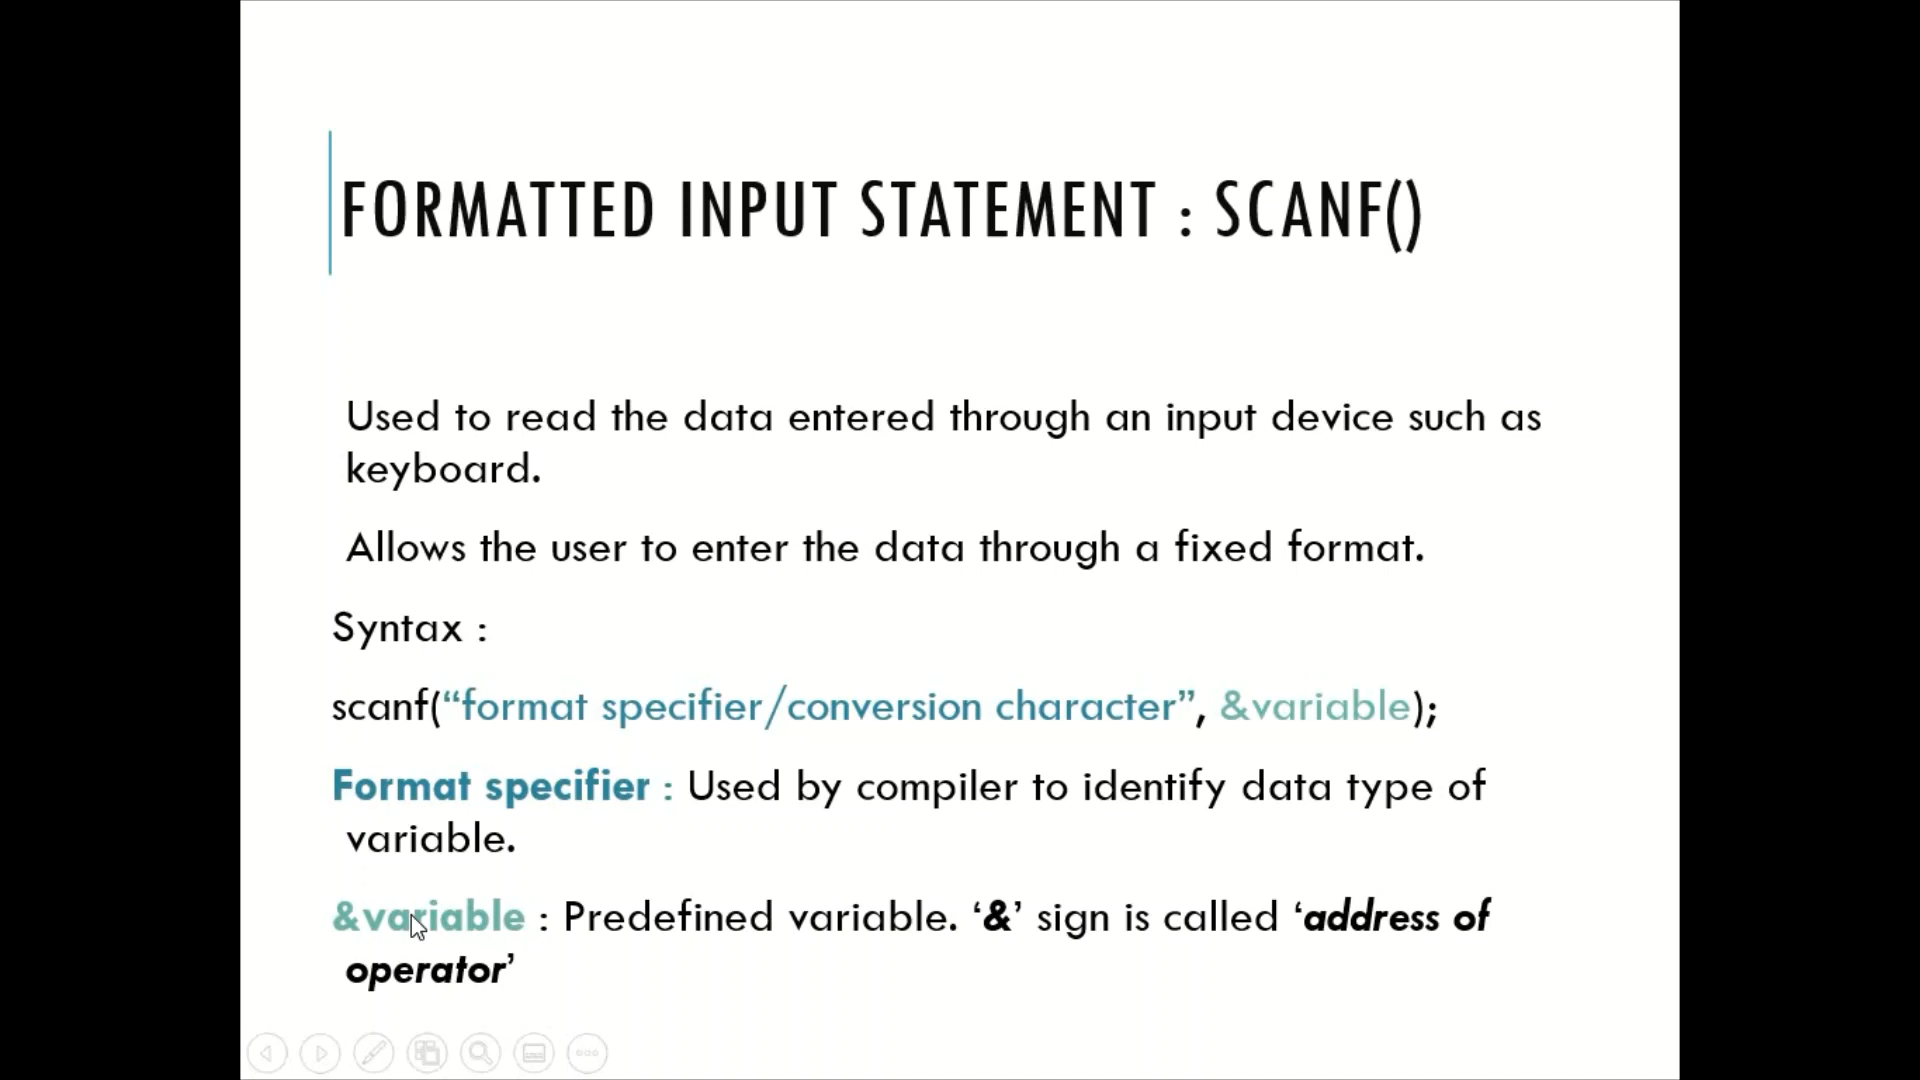 FORMATTED INPUT STATEMENT : SCANF()
Used to read the data entered through an input device such as
keyboard.
Allows the user to enter the data through a fixed format.
Syntax :
scanf(“format specifier/conversion character”, &variable);
Format specifier : Used by compiler to identify data type of
variable.
&variable : Predefined variable. ‘&’ sign is called ‘address of
operator’